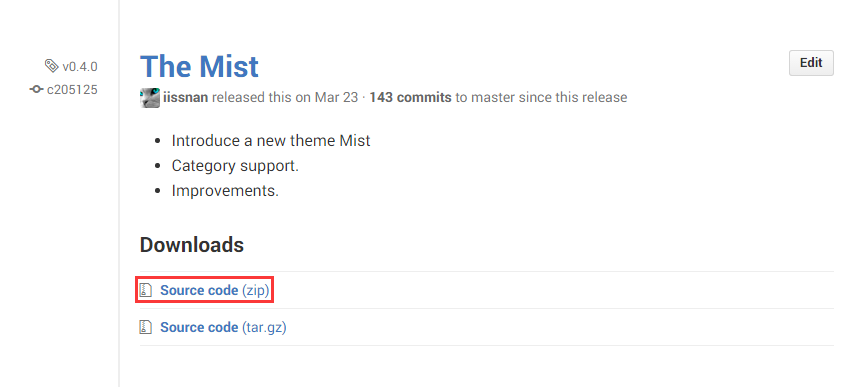 v0.4.0
c205125
The Mist
Edit
iissnan released this on Mar 23 · 143 commits to master since this release
Introduce a new theme Mist
Category support.
Improvements.
Downloads
Source code (zip)
Source code (tar.gz)